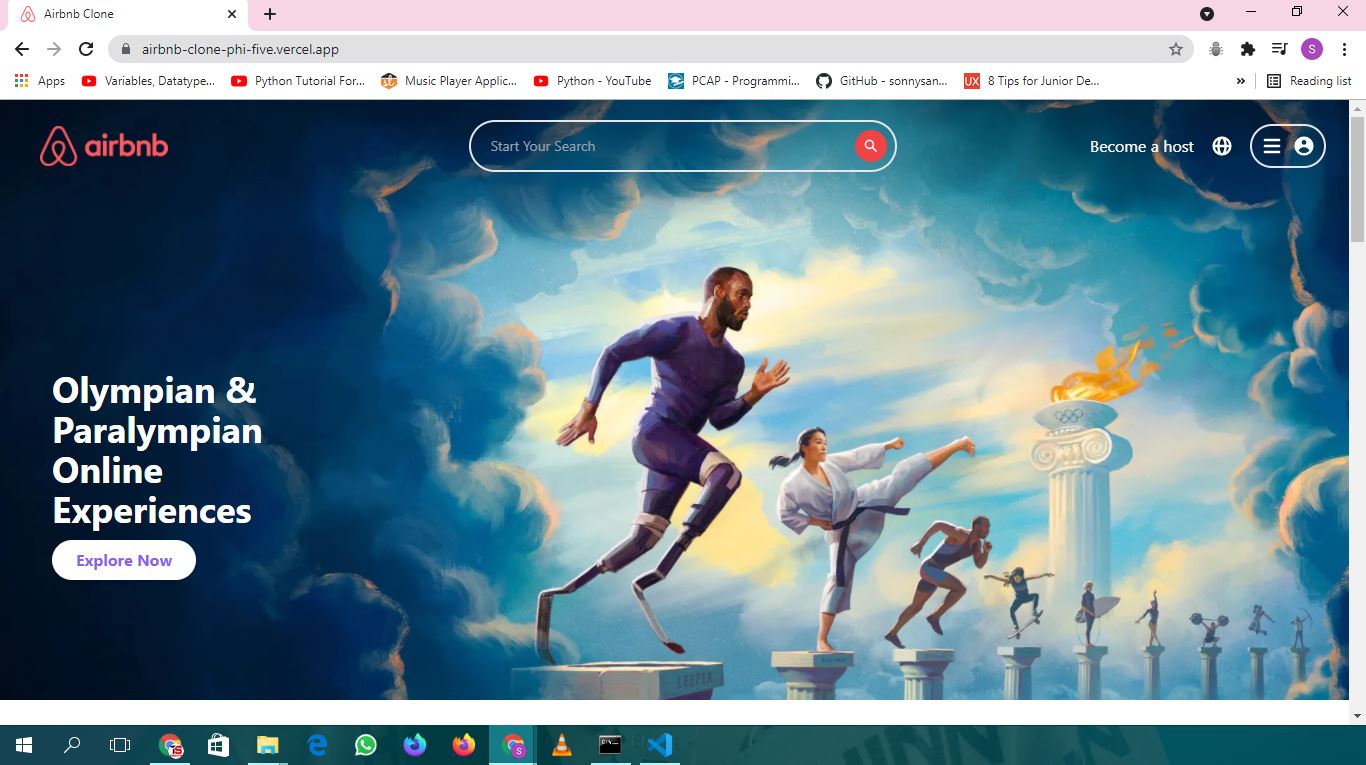 Airbnb Clone
airbnb-clone-phi-five.vercel.app
S
Apps
Variables, Datatype...
Python Tutorial For...
Music Player Applic...
Python - YouTube
PCAP - Programmi...
GitHub - sonnysan...
UX
8 Tips for Junior De...
»
Reading list
airbnb
Start Your Search
Become a host
Olympian &
Paralympian
Online
Experiences
Explore Now
LEEPER
S